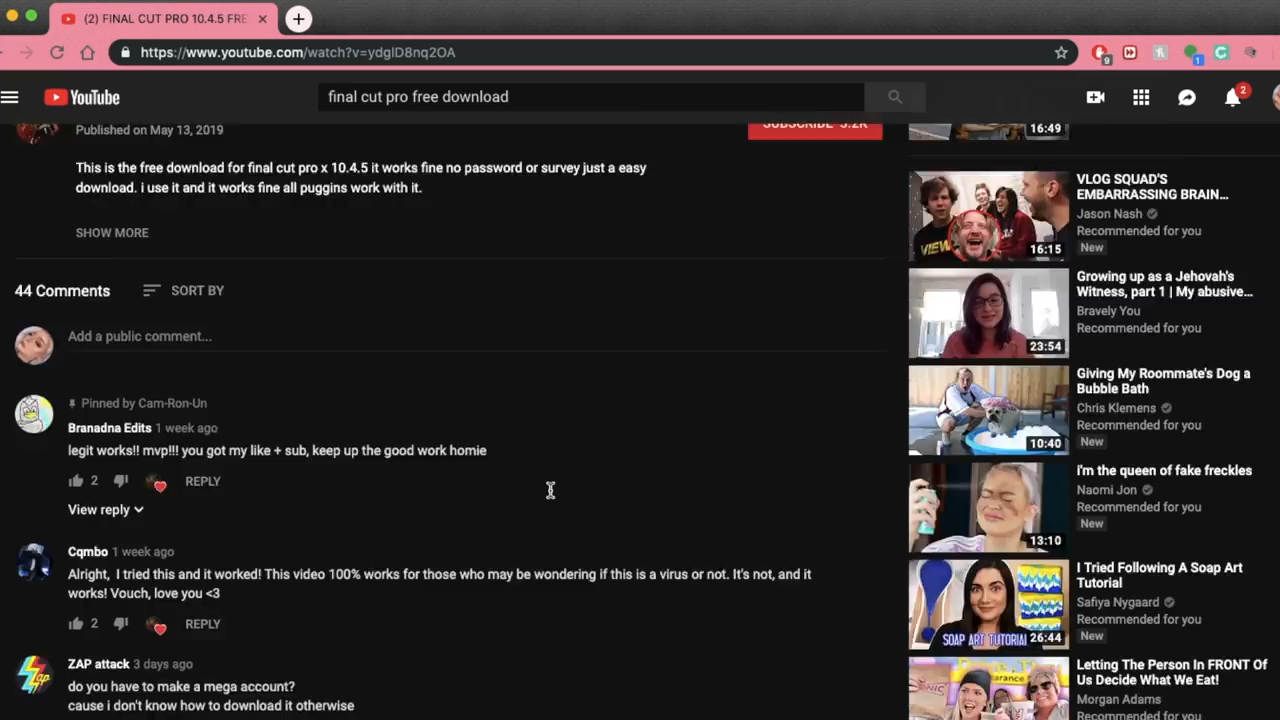 (2) FINAL CUT PRO 10.4.5 FRE
https://www.youtube.com/watch?v=ydglD8nq2OA
9
1
YouTube
final cut pro free download
2
Published on May 13, 2019
SUBSCRIBE 3.2K
16:49
This is the free download for final cut pro x 10.4.5 it works fine no password or survey just a easy
download. i use it and it works fine all puggins work with it.
SHOW MORE
44 Comments
SORT BY
Add a public comment...
Pinned by Cam-Ron-Un
Branadna Edits 1 week ago
legit works!! mvp!!! you got my like + sub, keep up the good work homie
2
REPLY
View reply
Cqmbo 1 week ago
Alright, I tried this and it worked! This video 100% works for those who may be wondering if this is a virus or not. It's not, and it
works! Vouch, love you <3
2
REPLY
ZAP attack 3 days ago
do you have to make a mega account?
cause i don't know how to download it otherwise
VIEW
16:15
VLOG SQUAD'S
EMBARRASSING BRAIN...
Jason Nash
Recommended for you
New
23:54
Growing up as a Jehovah's
Witness, part 1 | My abusive...
Bravely You
Recommended for you
10:40
Giving My Roommate's Dog a
Bubble Bath
Chris Klemens
Recommended for you
New
13:10
i'm the queen of fake freckles
Naomi Jon
Recommended for you
New
SOAP ART TUTORIAL
26:44
I Tried Following A Soap Art
Tutorial
Safiya Nygaard
Recommended for you
New
Letting The Person In FRONT Of
Us Decide What We Eat!
Morgan Adams